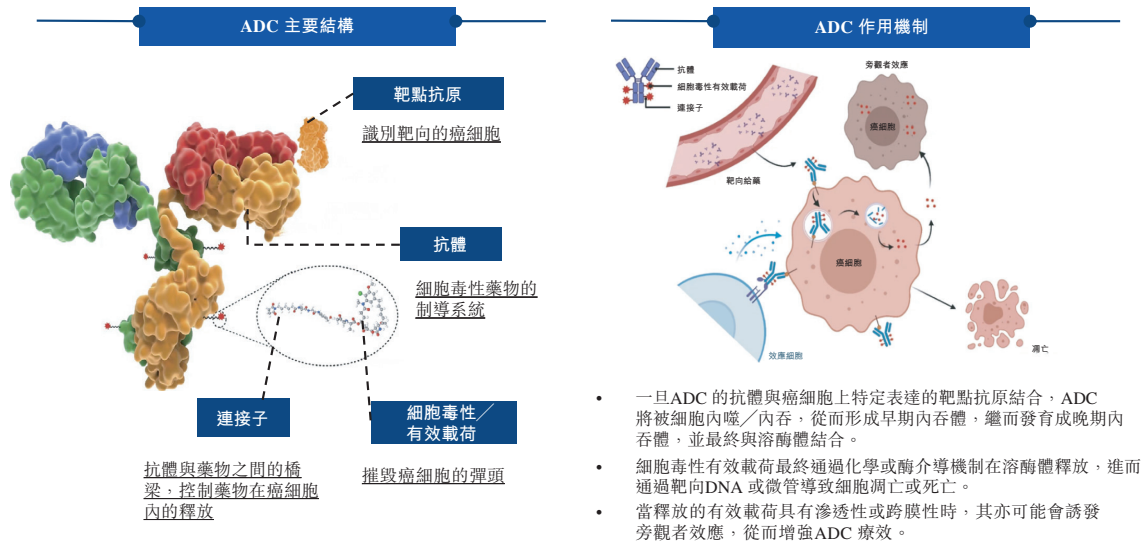 ADC 主要結構
靶點抗原
識別靶向的癌細胞
抗體
細胞毒性藥物的
制導系統
連接子
抗體與藥物之間的橋
梁，控制藥物在癌細胞
內的釋放
細胞毒性／
有效載荷
摧毀癌細胞的彈頭
ADC 作用機制
抗體
細胞毒性有效載荷
連接子
靶向給藥
旁觀者效應
癌細胞
癌細胞
效應細胞
凋亡
• 一旦ADC 的抗體與癌細胞上特定表達的靶點抗原結合，ADC
將被細胞內噬／內吞，從而形成早期內吞體，繼而發育成晚期內
吞體，並最終與溶酶體結合。
• 細胞毒性有效載荷最終通過化學或酶介導機制在溶酶體釋放，進而
通過靶向DNA 或微管導致細胞凋亡或死亡。
• 當釋放的有效載荷具有滲透性或跨膜性時，其亦可能會誘發
旁觀者效應，從而增強ADC 療效。